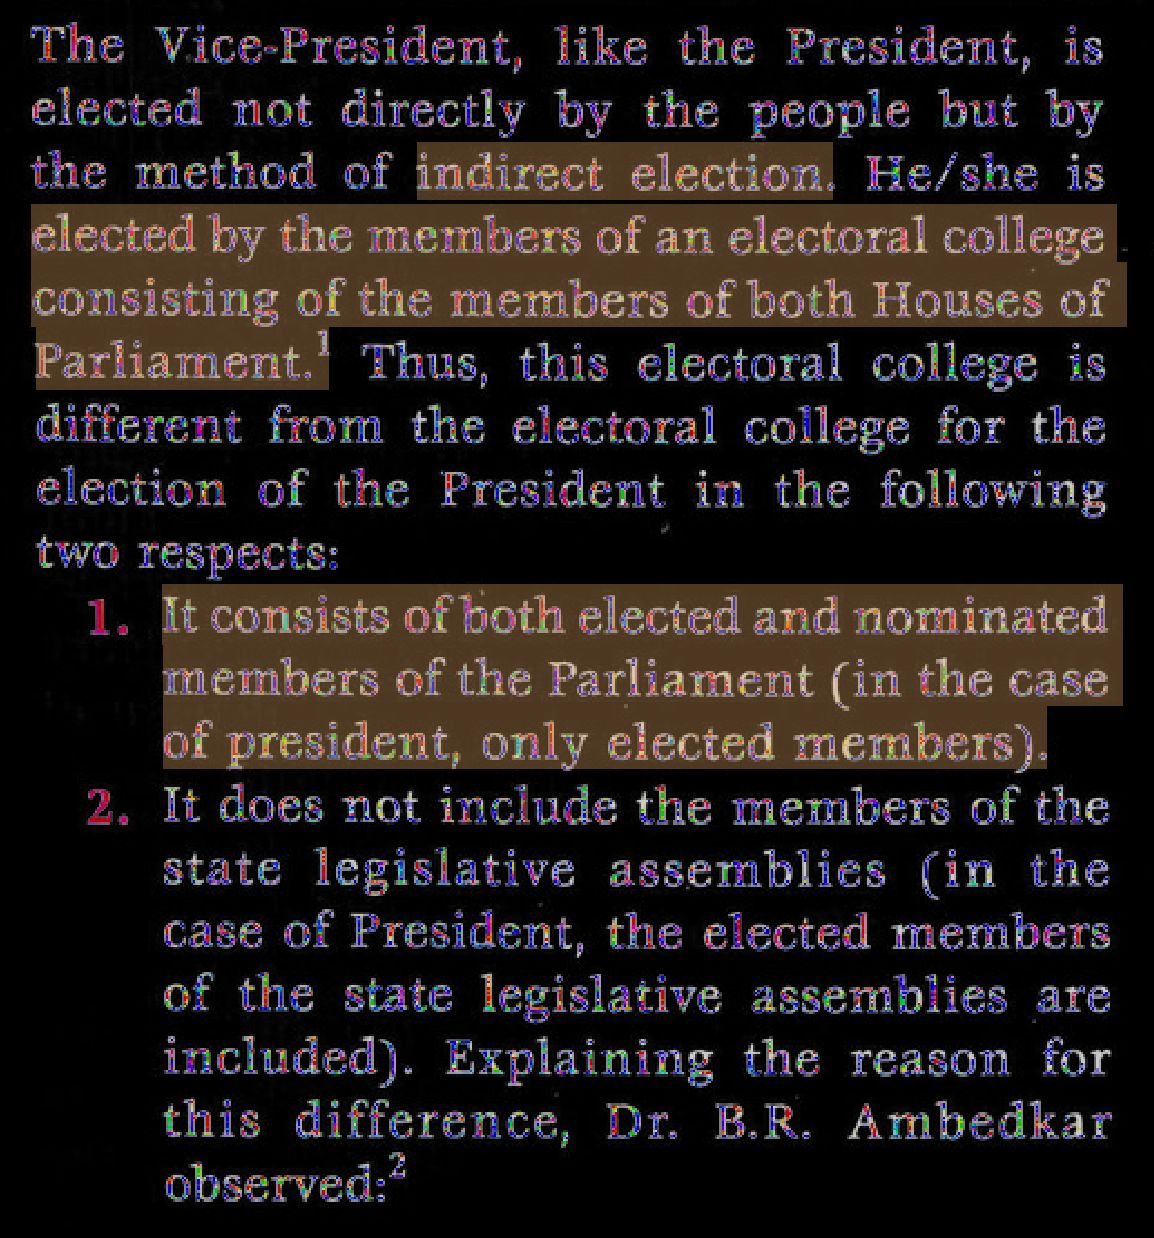 The Vice-President, like the President, is
elected not directly by the people but by
the method of indirect election. He/she is
elected by the members of an electoral college
consisting of the members of both Houses of
Parliament.¹ Thus, this electoral college is
different from the electoral college for the
election of the President in the following
two respects:
1. It consists of both elected and nominated
members of the Parliament (in the case
of president, only elected members).
2. It does not include the members of the
state legislative assemblies (in the
case of President, the elected members
of the state legislative assemblies are
included). Explaining the reason for
this difference, Dr. B.R. Ambedkar
observed:²